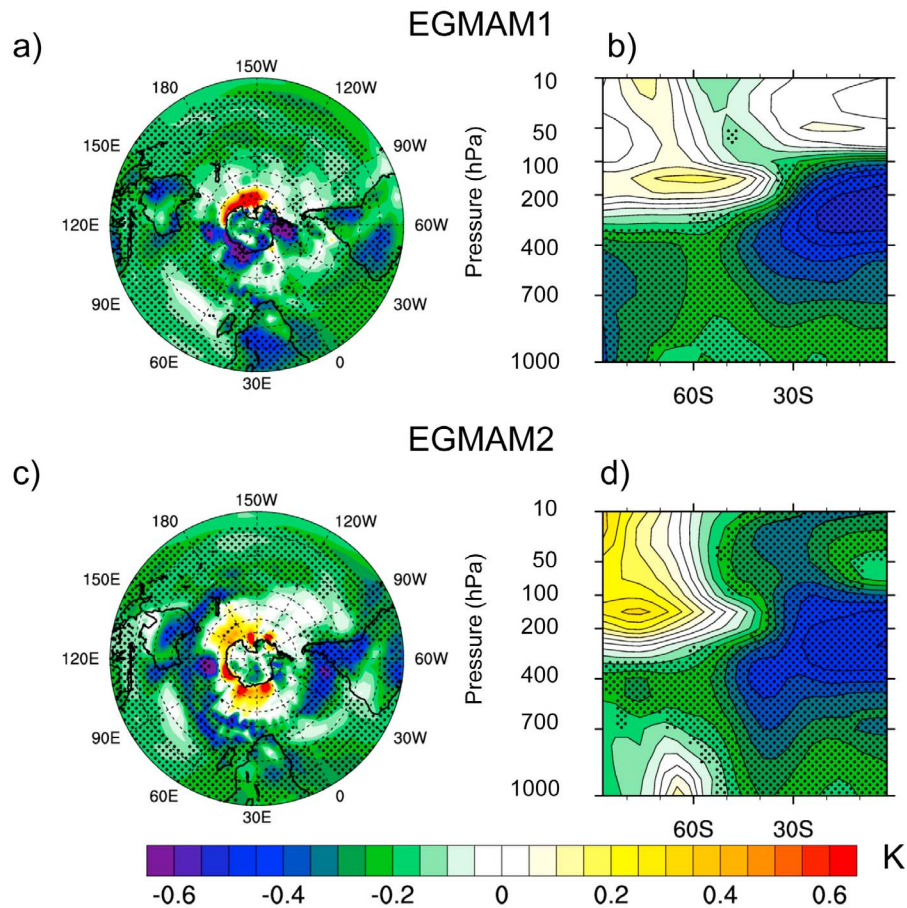 EGMAM1
a)
b)
150W
180
120W
150E
90W
120E
60W
90E
30W
60E
0
30E
Pressure (hPa)
10
50
100
200
400
700
1000
60S
30S
EGMAM2
c)
d)
150W
180
120W
150E
90W
120E
60W
90E
30W
60E
0
30E
Pressure (hPa)
10
50
100
200
400
700
1000
60S
30S
-0.6
-0.4
-0.2
0
0.2
0.4
0.6
K